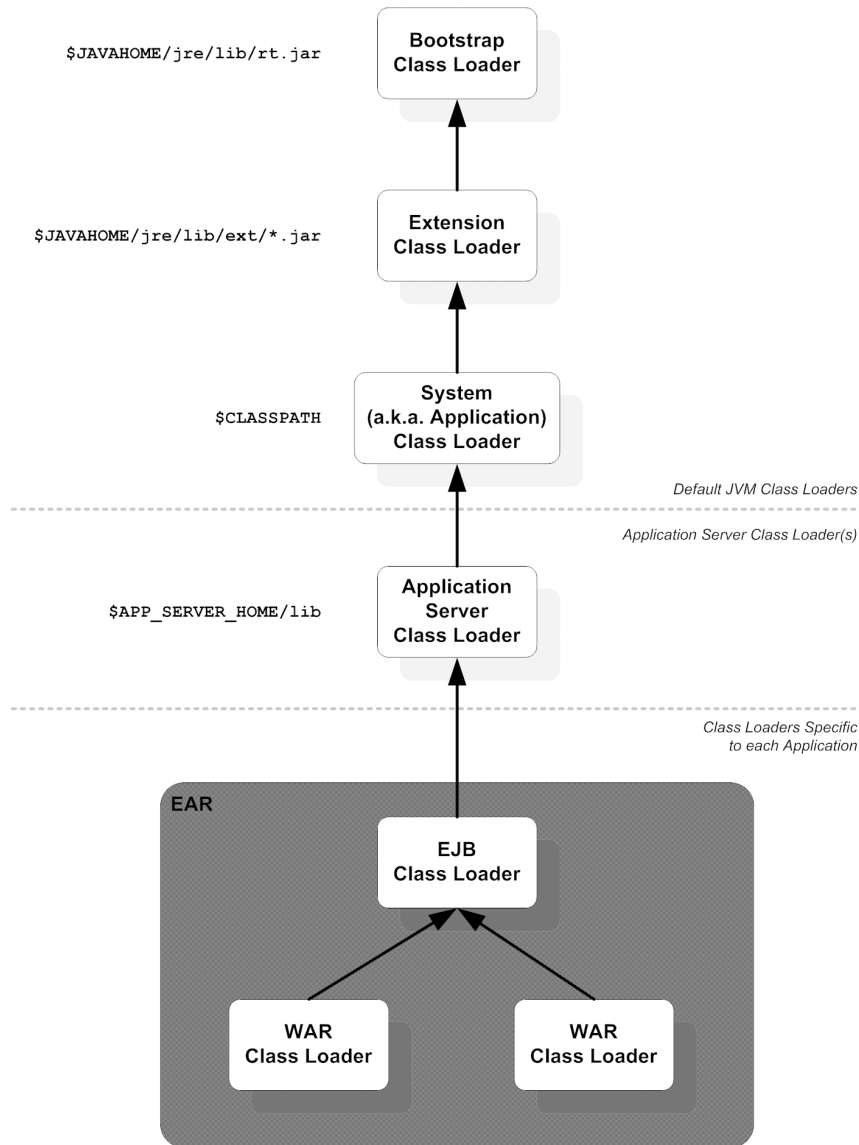 $JAVAHOME/jre/lib/rt.jar
Bootstrap
Class Loader
$JAVAHOME/jre/lib/ext/*.jar
Extension
Class Loader
$CLASSPATH
System
(a.k.a. Application)
Class Loader
Default JVM Class Loaders
Application Server Class Loader(s)
$APP_SERVER_HOME/lib
Application
Server
Class Loader
Class Loaders Specific
to each Application
EAR
EJB
Class Loader
WAR
Class Loader
WAR
Class Loader